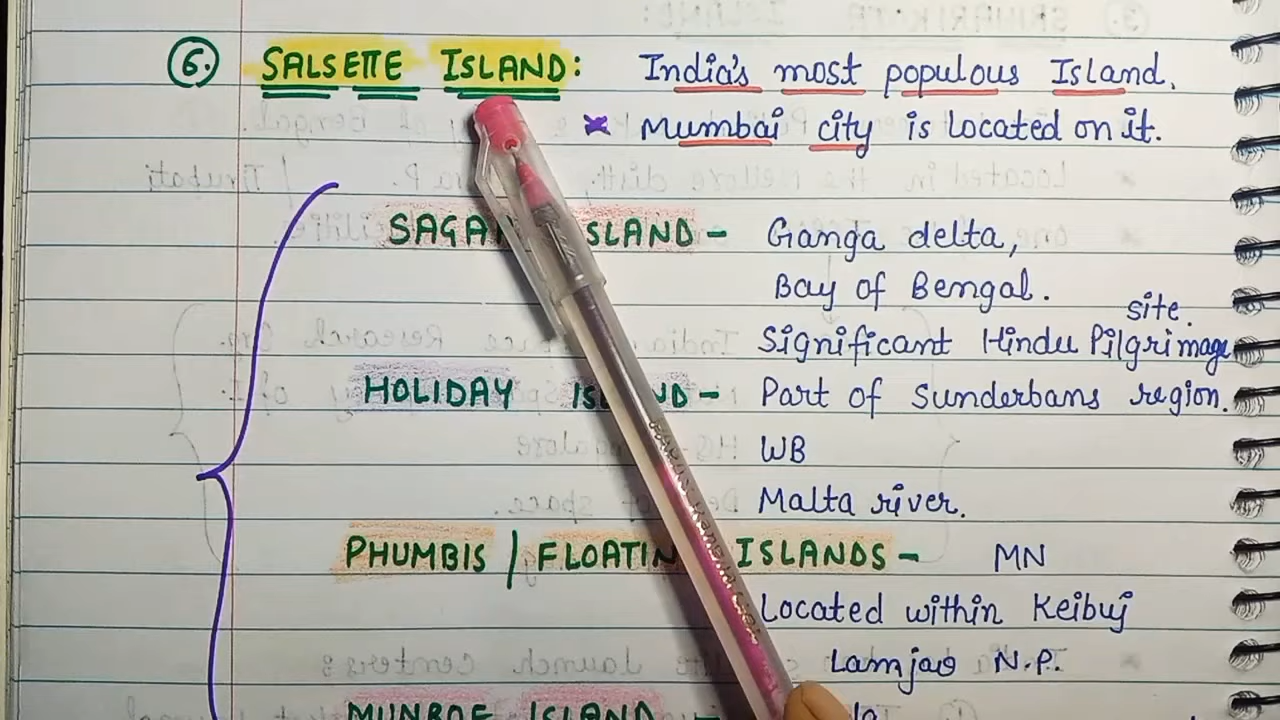 6. SALSETTE ISLAND: India's most populous Island.
Mumbai city is located on it.
ISLAND - Ganga delta,
Bay of Bengal.
site.
Significant Hindu Pilgrimage
HOLIDAY - Part of Sunderbans region.
WB
Malta river.
PHUMBIS / ISLANDS - MN
Located within Keibuj
Lamjao N.P.
MUNROE ISLAND -